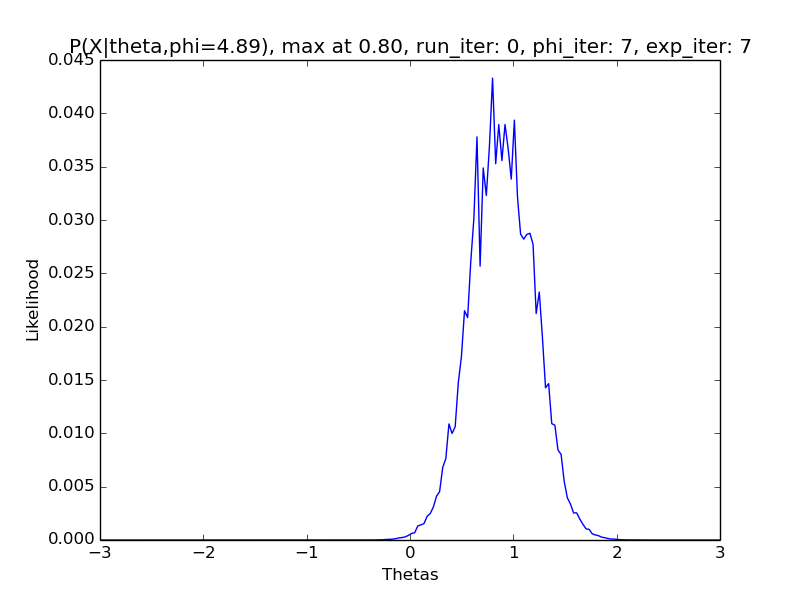 P(X|theta,phi=4.89), max at 0.80, run_iter: 0, phi_iter: 7, exp_iter: 7
0.045
0.040
0.035
0.030
0.025
0.020
0.015
0.010
0.005
0.000
Likelihood
−3 −2 −1 0 1 2 3
Thetas